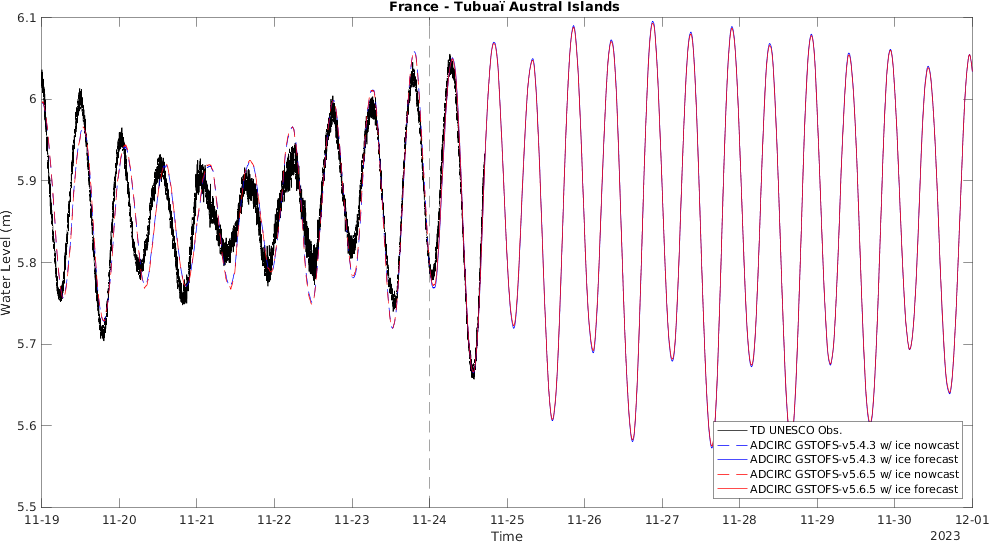 France - Tubuaï Austral Islands
Water Level (m)
6.1
6
5.9
5.8
5.7
5.6
5.5
11-19
11-20
11-21
11-22
11-23
11-24
11-25
11-26
11-27
11-28
11-29
11-30
12-01
Time
2023
TD UNESCO Obs.
ADCIRC GSTOFS-v5.4.3 w/ ice nowcast
ADCIRC GSTOFS-v5.4.3 w/ ice forecast
ADCIRC GSTOFS-v5.6.5 w/ ice nowcast
ADCIRC GSTOFS-v5.6.5 w/ ice forecast